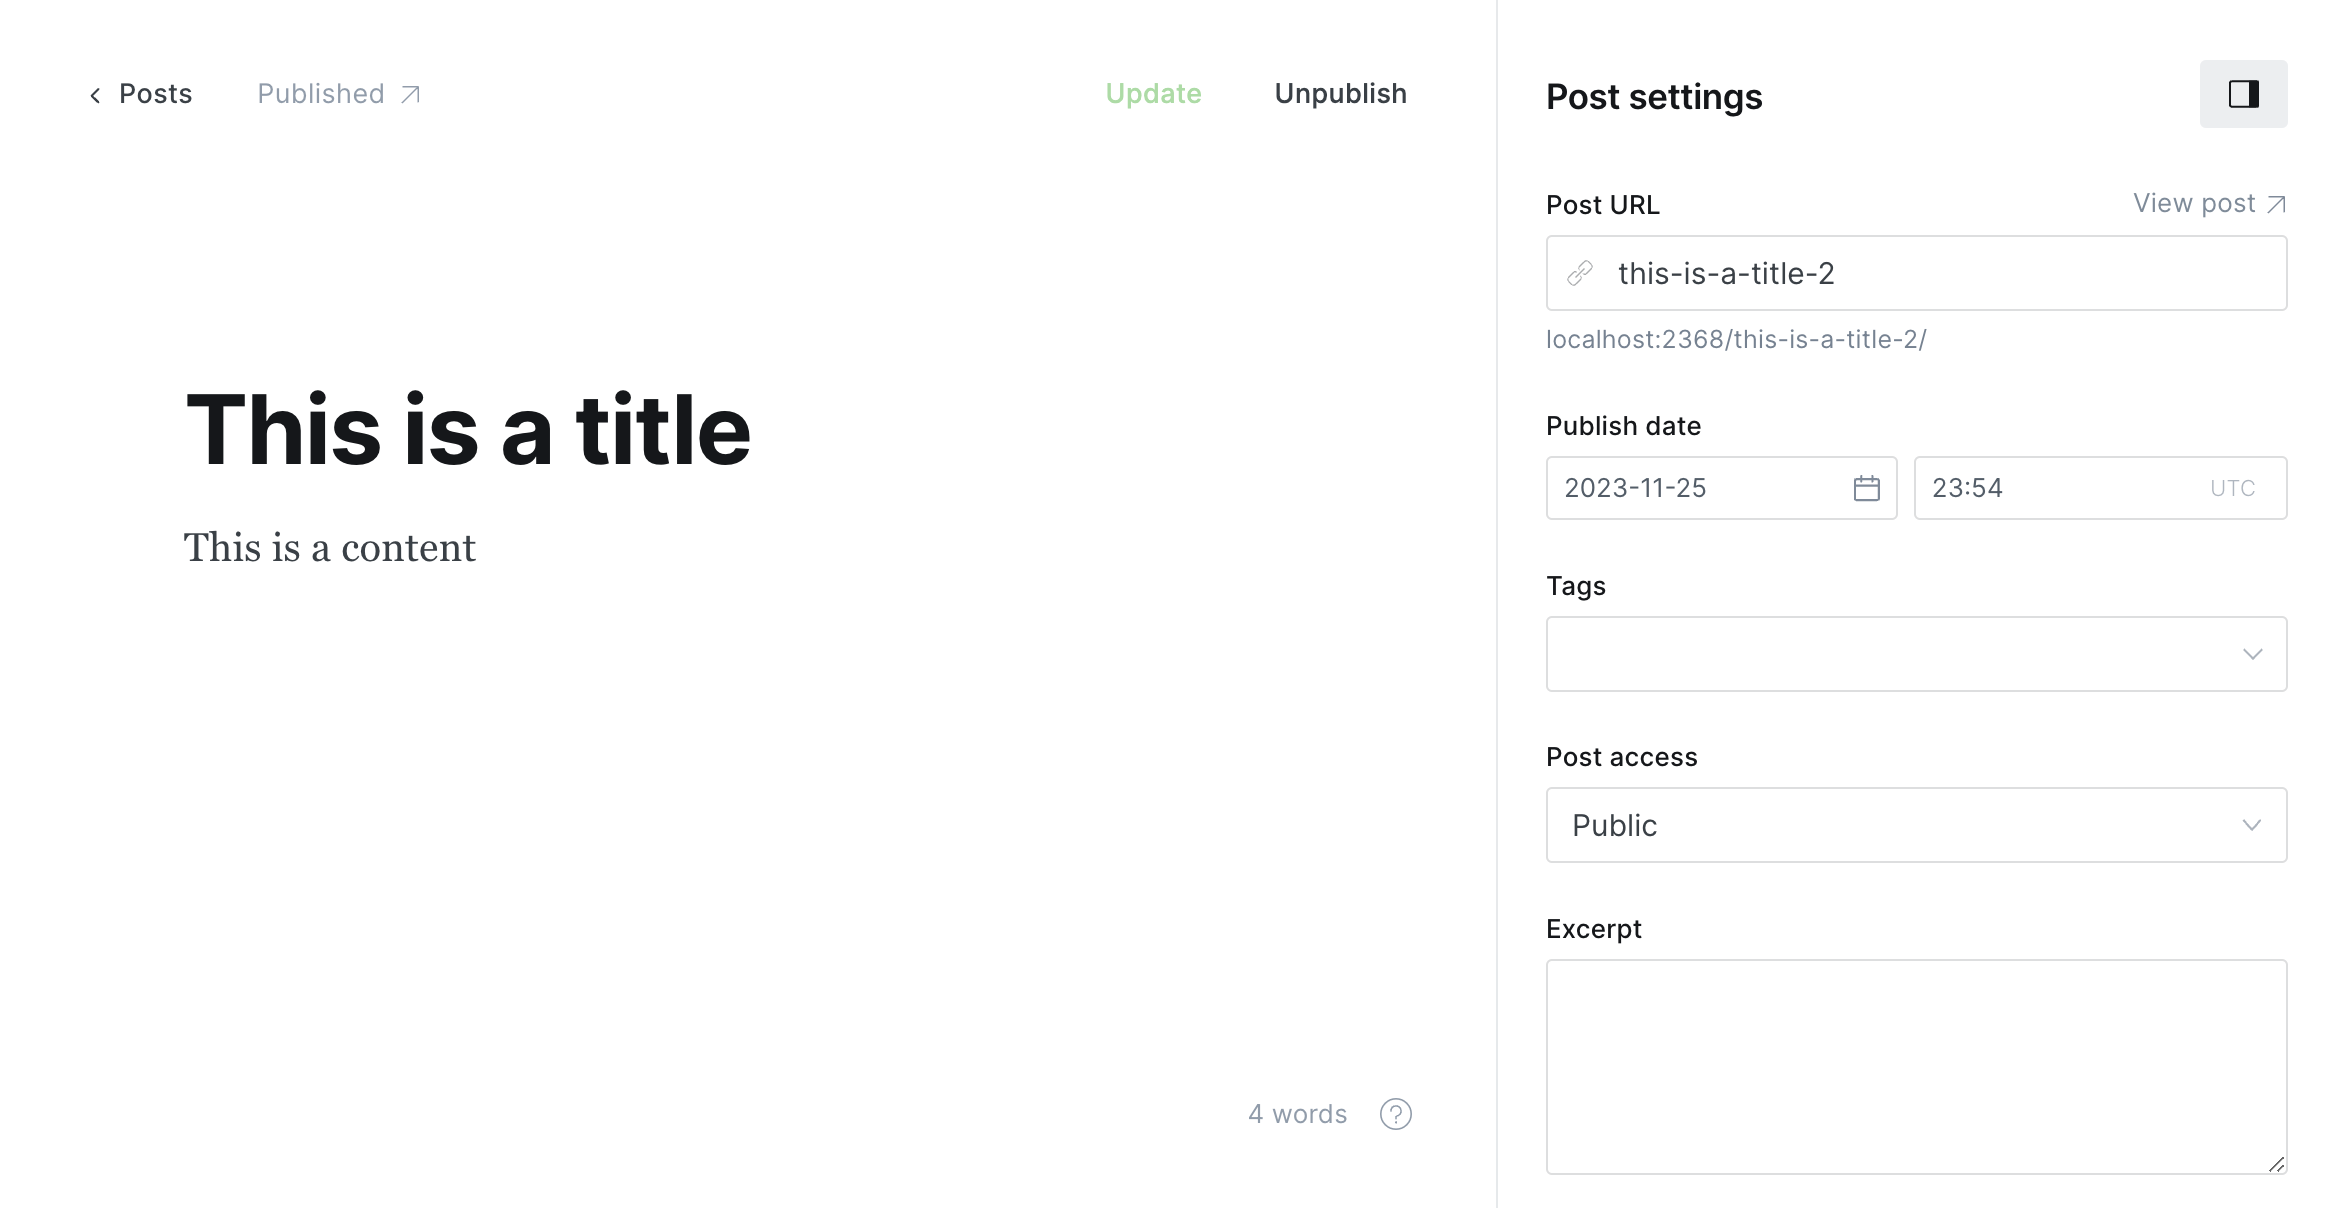 Posts
Published
Update
Unpublish
This is a title
This is a content
4 words
?
Post settings
Post URL
View post
this-is-a-title-2
localhost:2368/this-is-a-title-2/
Publish date
2023-11-25
23:54 UTC
Tags
Post access
Public
Excerpt